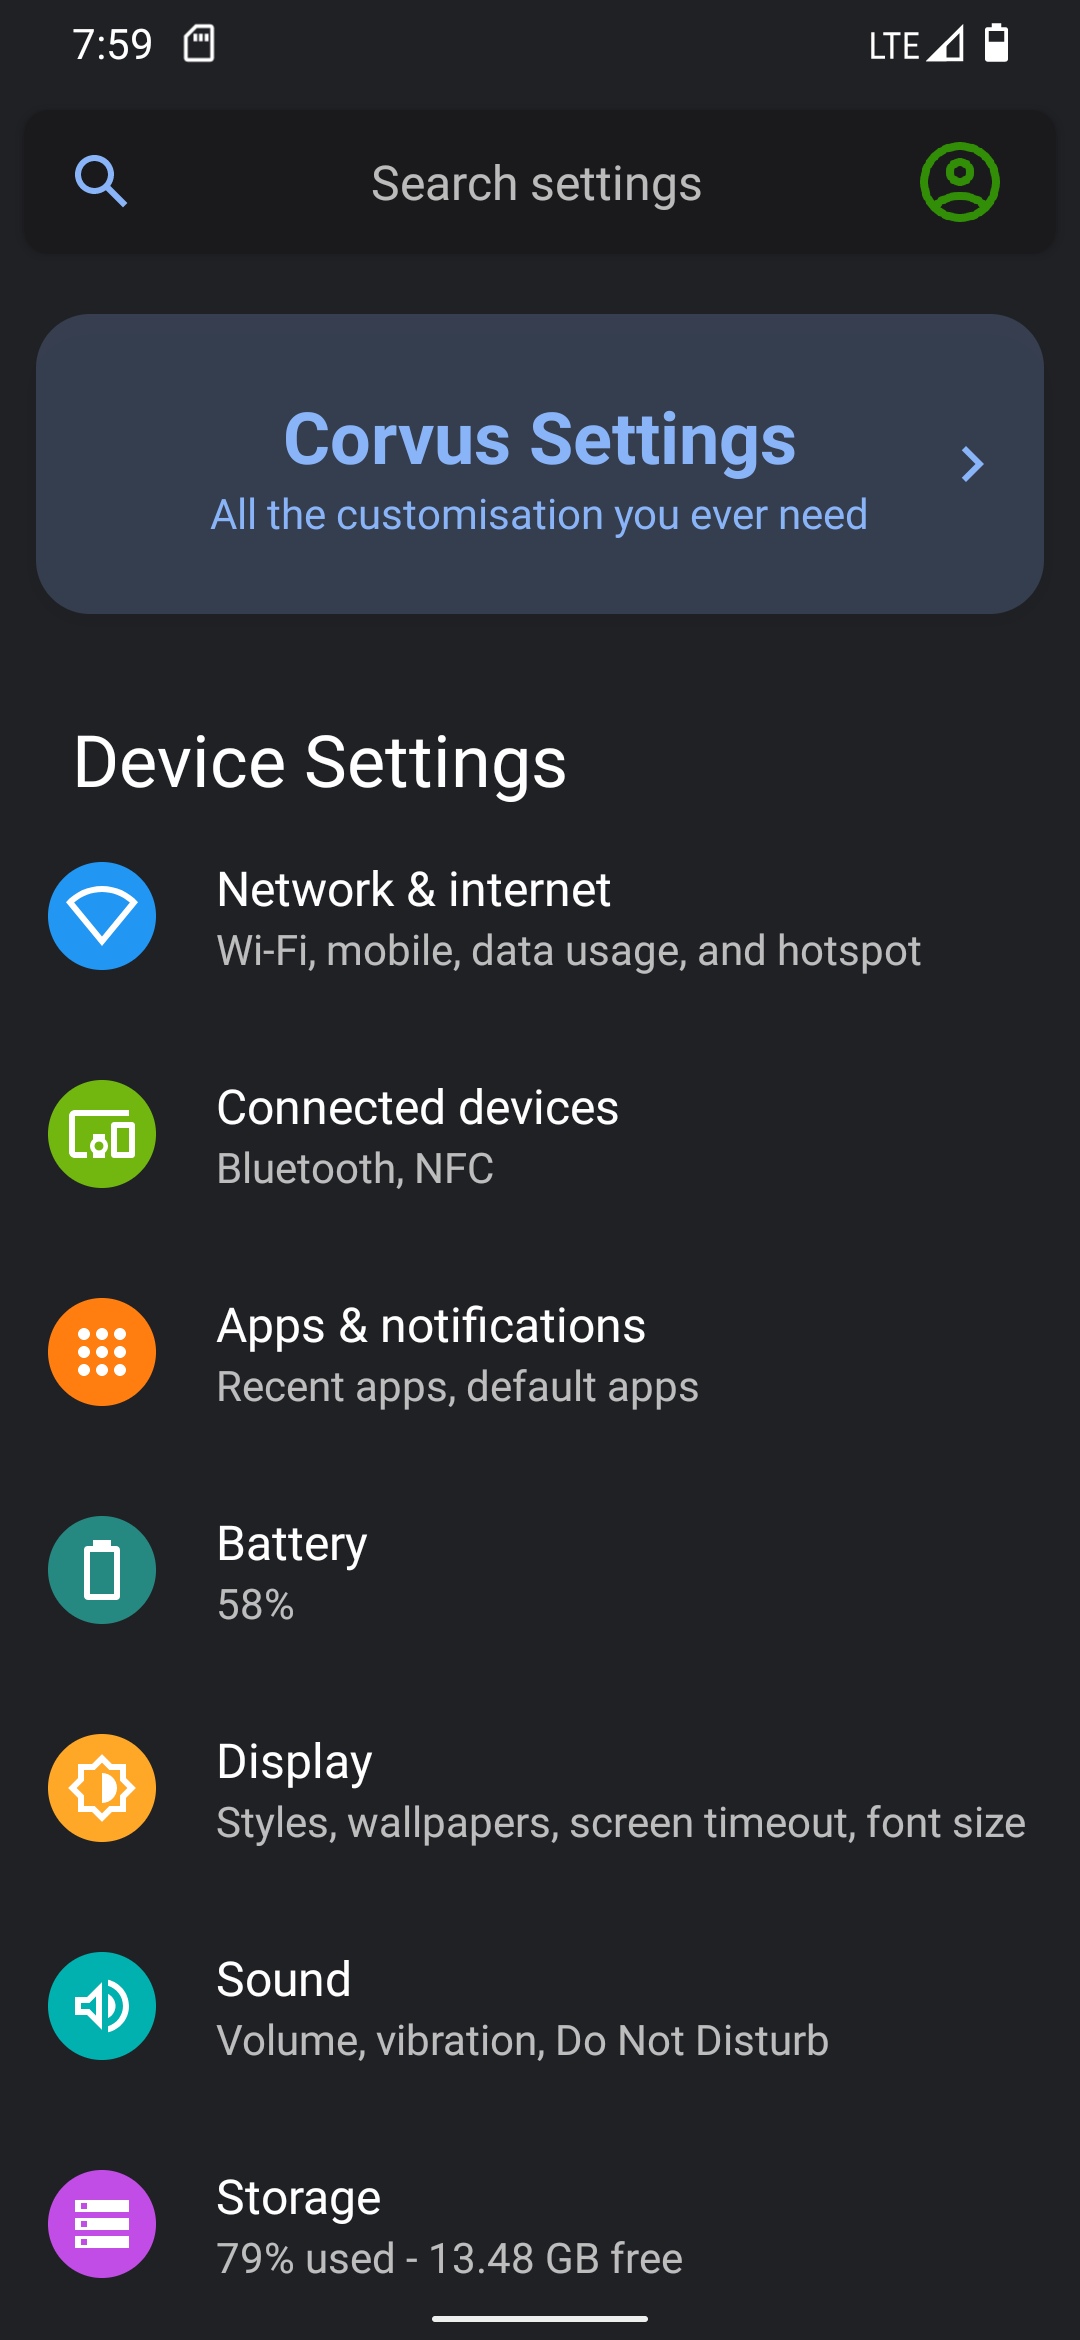 7:59 LTE
Search settings
Corvus Settings
All the customisation you ever need
Device Settings
Network & internet
Wi-Fi, mobile, data usage, and hotspot
Connected devices
Bluetooth, NFC
Apps & notifications
Recent apps, default apps
Battery
58%
Display
Styles, wallpapers, screen timeout, font size
Sound
Volume, vibration, Do Not Disturb
Storage
79% used - 13.48 GB free